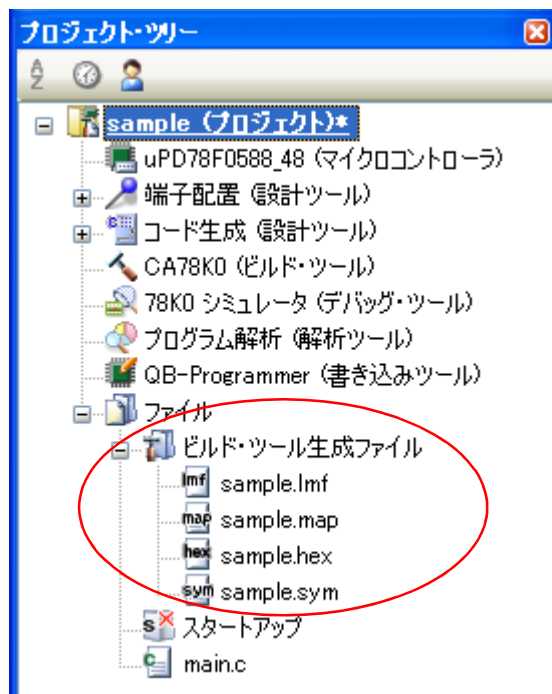 プロジェクト・ツリー
sample (プロジェクト)*
uPD78F0588_48 (マイクロコントローラ)
端子配置 (設計ツール)
コード生成 (設計ツール)
CA78K0 (ビルド・ツール)
78K0 シミュレータ (デバッグ・ツール)
プログラム解析 (解析ツール)
QB-Programmer (書き込みツール)
ファイル
ビルド・ツール生成ファイル
lmf sample.lmf
map sample.map
hex sample.hex
sym sample.sym
スタートアップ
main.c